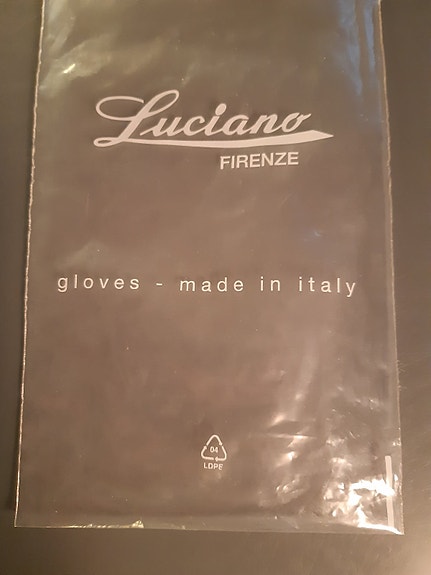 Luciano
FIRENZE
gloves - made in italy
04
LDPE